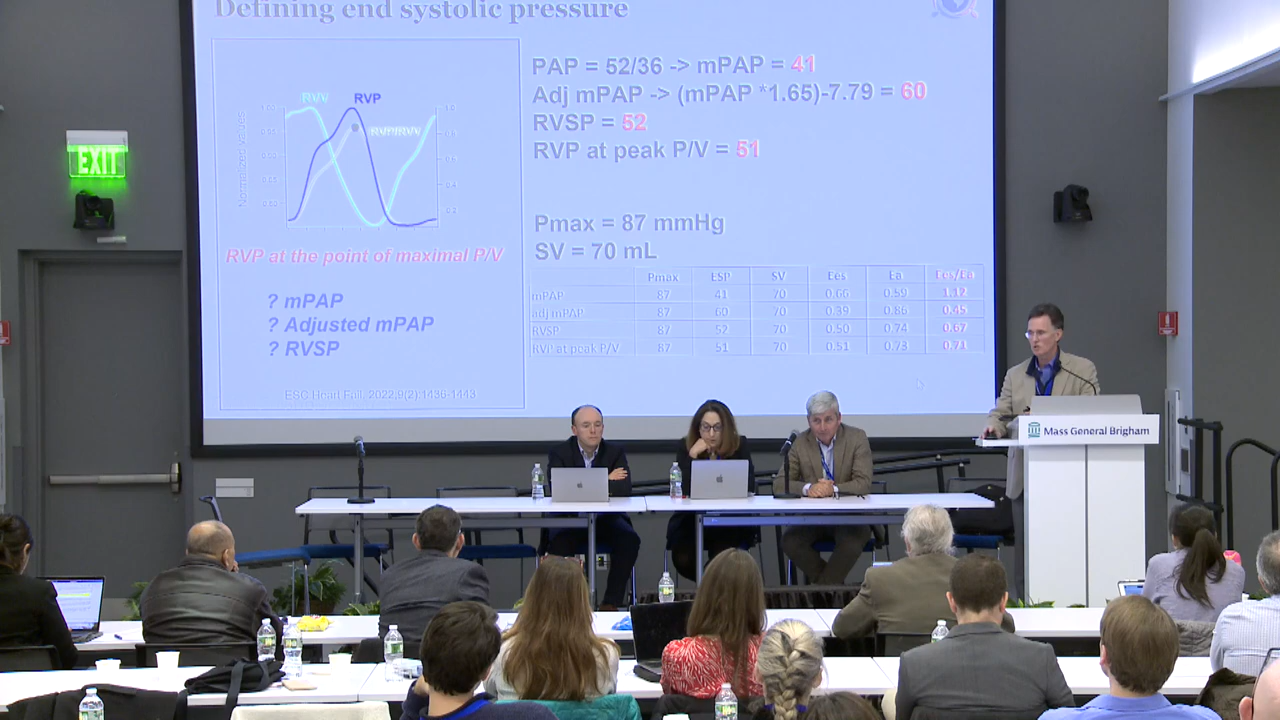 Defining end systolic pressure
RVV
RVP
RVP/RVV
Normalized Values
RVP at the point of maximal P/V
? mPAP
? Adjusted mPAP
? RVSP
ESC Heart Fail. 2022;9(2):1436-1443
PAP = 52/36 -> mPAP = 41
Adj mPAP -> (mPAP *1.65)-7.79 = 60
RVSP = 52
RVP at peak P/V = 51
Pmax = 87 mmHg
SV = 70 mL
Pmax ESP SV Ees Ea Ees/Ea
mPAP 87 41 70 0.66 0.59 1.12
adj mPAP 87 60 70 0.39 0.86 0.45
RVSP 87 52 70 0.50 0.74 0.67
RVP at peak P/V 87 51 70 0.51 0.73 0.71
EXIT
Mass General Brigham